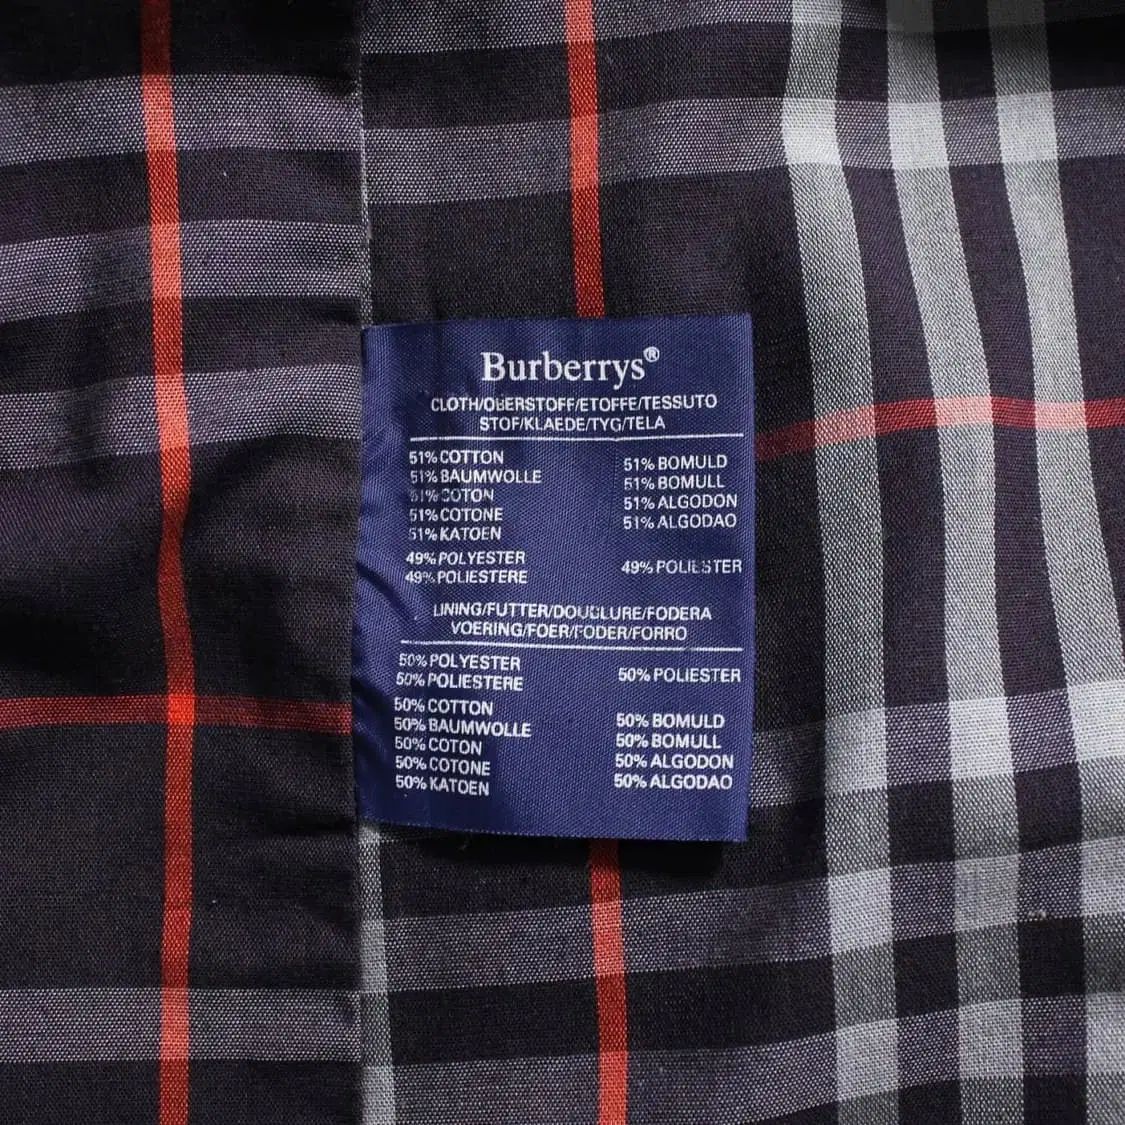 Burberrys®
CLOTH/OBERSTOFF/ETOFFE/TESSUTO
STOF/KLAEDE/TYG/TELA
51% COTTON
51% BAUMWOLLE
51% COTON
51% COTONE
51% KATOEN
51% BOMULD
51% BOMULL
51% ALGODON
51% ALGODAO
49% POLYESTER
49% POLIESTERE
49% POLIESTER
LINING/FUTTER/DOUBLURE/FODERA
VOERING/FOER/FODER/FORRO
50% POLYESTER
50% POLIESTERE
50% POLIESTER
50% COTTON
50% BAUMWOLLE
50% COTON
50% COTONE
50% KATOEN
50% BOMULD
50% BOMULL
50% ALGODON
50% ALGODAO